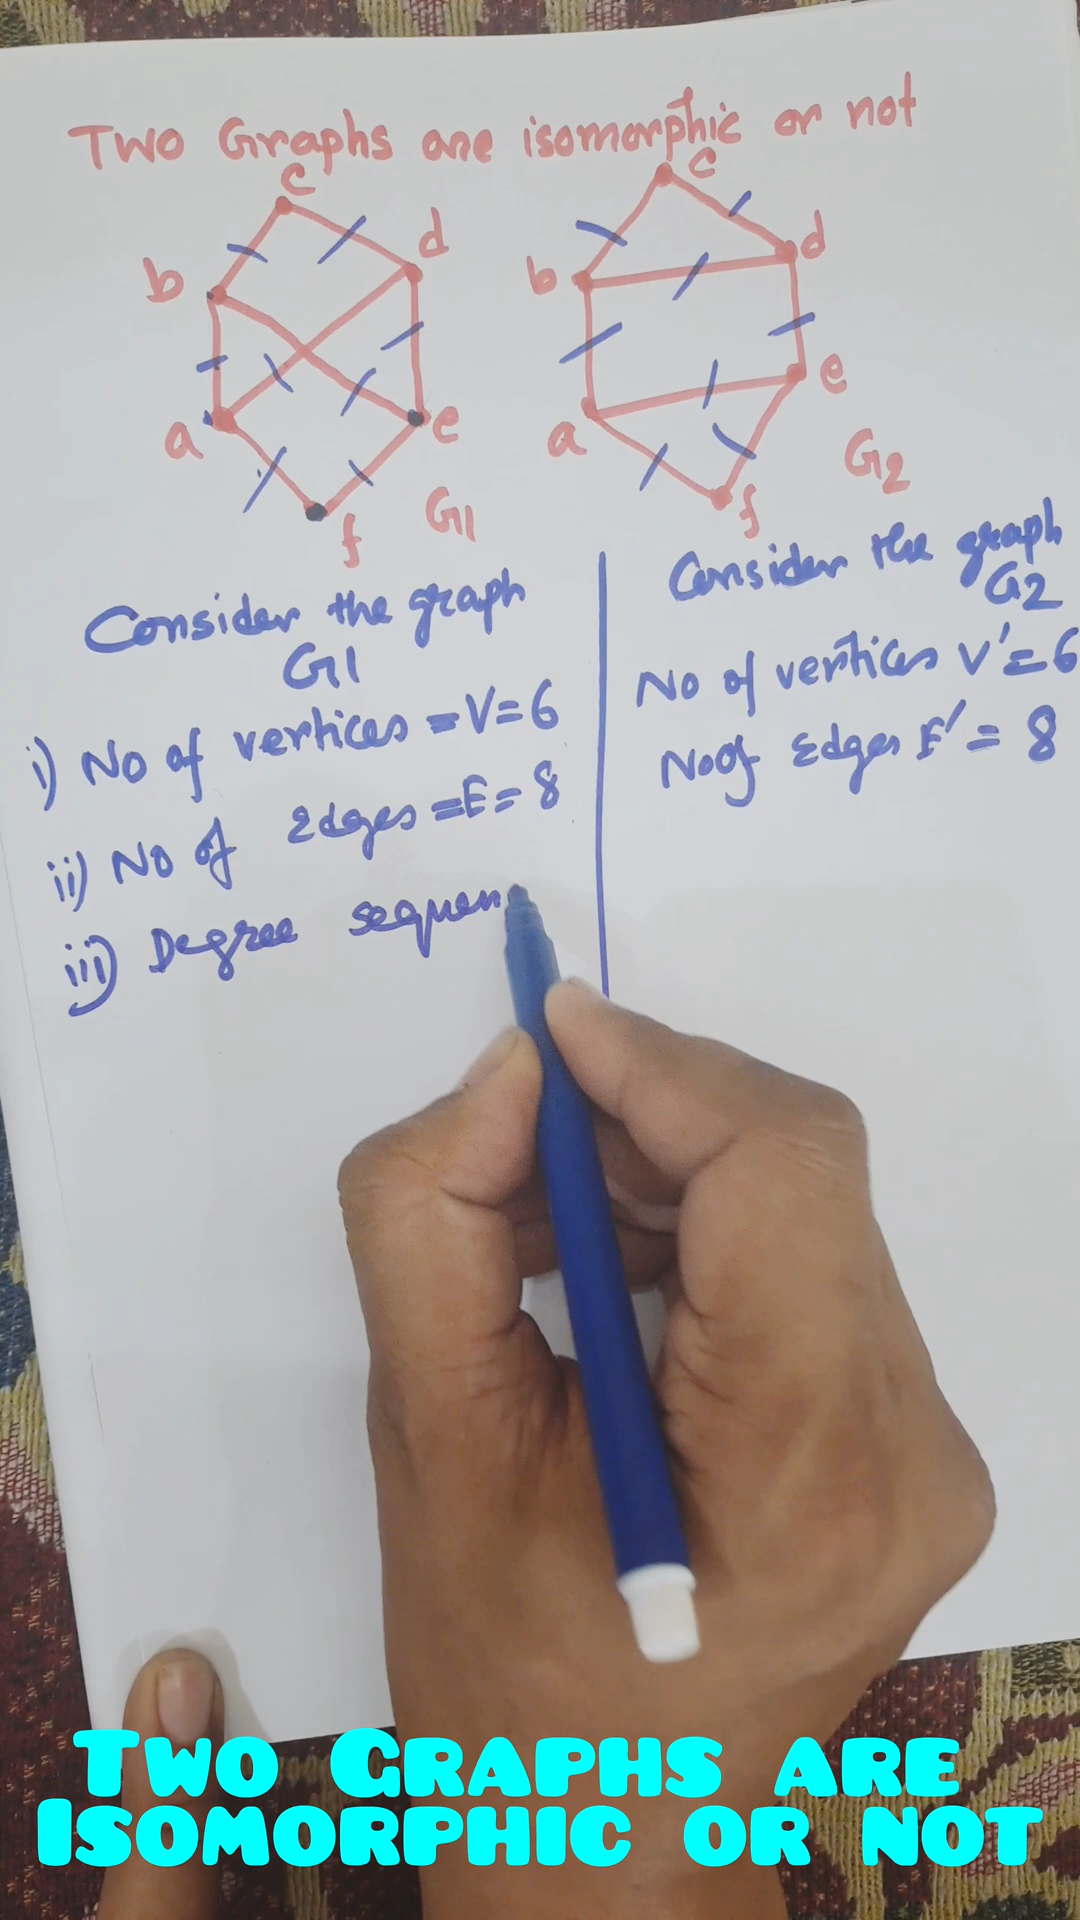 Two Graphs are isomorphic or not
c
d
b
a
e
f
G1
c
d
b
a
e
f
G2
Consider the graph
G1
i) No of vertices = V = 6
ii) No of Edges = E = 8
iii) Degree sequen
Consider the graph
G2
No of vertices V' = 6
No of Edges E' = 8
Two Graphs are
Isomorphic or not